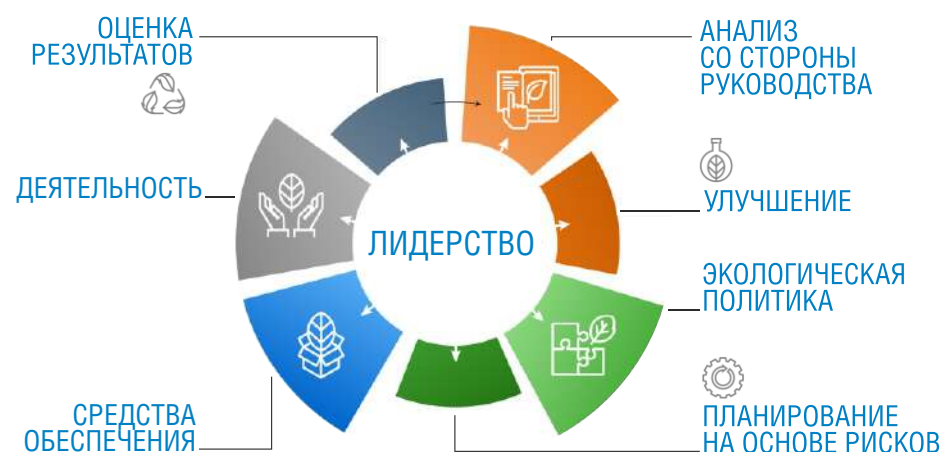 ОЦЕНКА
РЕЗУЛЬТАТОВ
АНАЛИЗ
СО СТОРОНЫ
РУКОВОДСТВА
ДЕЯТЕЛЬНОСТЬ
УЛУЧШЕНИЕ
ЛИДЕРСТВО
ЭКОЛОГИЧЕСКАЯ
ПОЛИТИКА
СРЕДСТВА
ОБЕСПЕЧЕНИЯ
ПЛАНИРОВАНИЕ
НА ОСНОВЕ РИСКОВ